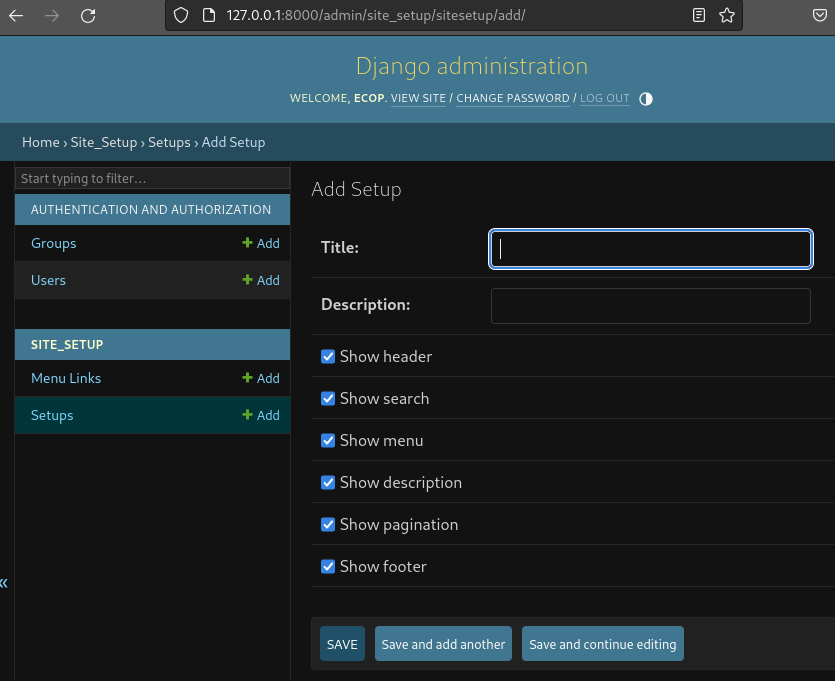 127.0.0.1:8000/admin/site_setup/sitesetup/add/
Django administration
WELCOME, ECOP. VIEW SITE / CHANGE PASSWORD / LOG OUT
Home › Site_Setup › Setups › Add Setup
Start typing to filter...
AUTHENTICATION AND AUTHORIZATION
Groups + Add
Users + Add
SITE_SETUP
Menu Links + Add
Setups + Add
«
Add Setup
Title:
Description:
Show header
Show search
Show menu
Show description
Show pagination
Show footer
SAVE Save and add another Save and continue editing